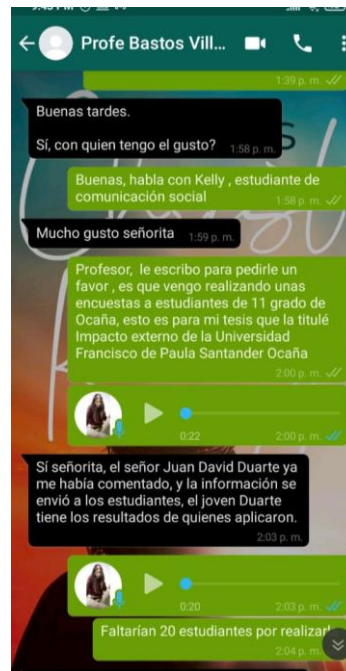 Profe Bastos Vill...
1:39 p. m.
Buenas tardes.
Sí, con quien tengo el gusto?
1:58 p. m.
Buenas, habla con Kelly , estudiante de
comunicación social
1:58 p. m.
Mucho gusto señorita
1:59 p. m.
Profesor, le escribo para pedirle un
favor , es que vengo realizando unas
encuestas a estudiantes de 11 grado de
Ocaña, esto es para mi tesis que la titulé
Impacto externo de la Universidad
Francisco de Paula Santander Ocaña
2:00 p. m.
0:22
2:00 p. m.
Sí señorita, el señor Juan David Duarte ya
me había comentado, y la información se
envió a los estudiantes, el joven Duarte
tiene los resultados de quienes aplicaron.
2:03 p. m.
0:20
2:03 p. m.
Faltarían 20 estudiantes por realizarl
2:04 p. m.